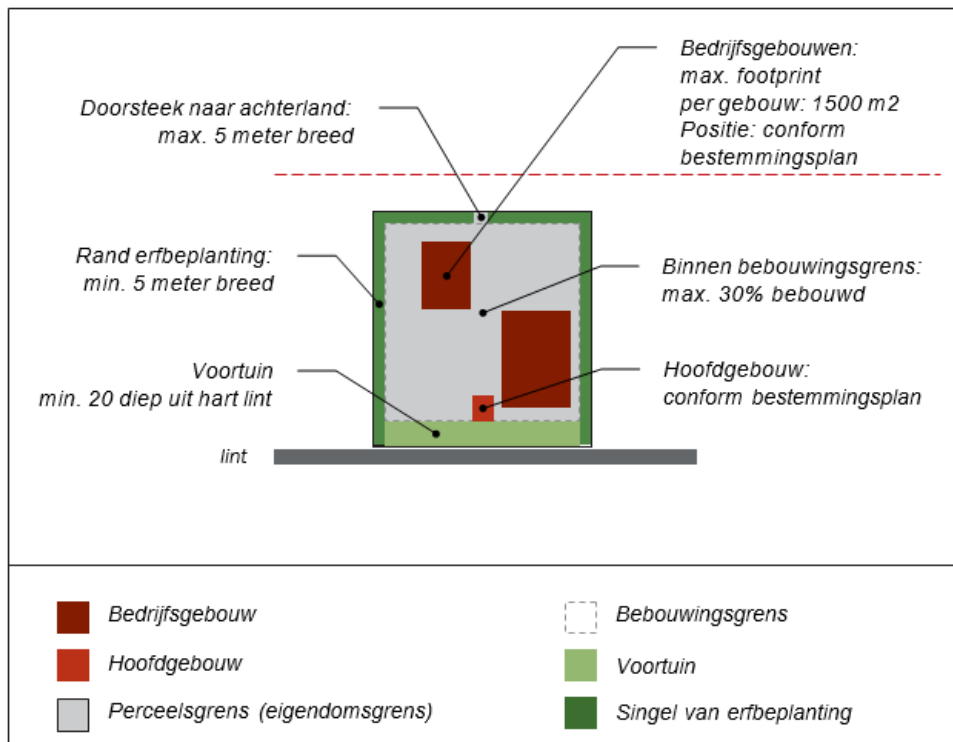 Bedrijfsgebouwen:
max. footprint
per gebouw: 1500 m2
Positie: conform
bestemmingsplan
Doorsteek naar achterland:
max. 5 meter breed
Rand erfbeplanting:
min. 5 meter breed
Binnen bebouwingsgrens:
max. 30% bebouwd
Voortuin
min. 20 diep uit hart lint
Hoofdgebouw:
conform bestemmingsplan
lint
Bedrijfsgebouw
Hoofdgebouw
Perceelsgrens (eigendomsgrens)
Bebouwingsgrens
Voortuin
Singel van erfbeplanting